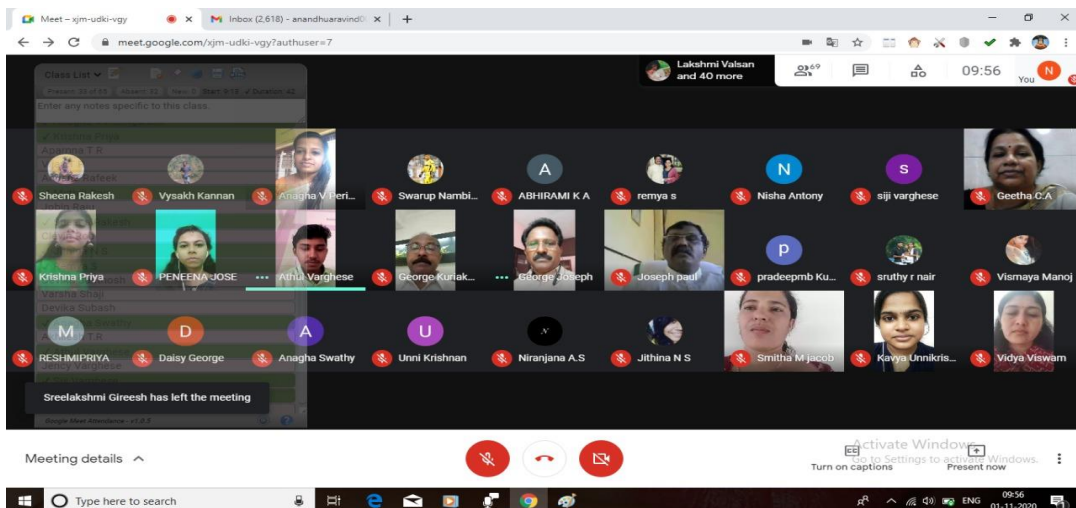 Meet – xjm-udki-vgy
Inbox (2,618) - anandhuaravind
meet.google.com/xjm-udki-vgy?authuser=7
Class List
Lakshmi Valsan
and 40 more
69
09:56
You
N
Enter any notes specific to this class.
Krishna Priya
Aparnna T R
Rafeek
A
N
s
Sheena Rakesh
Vysakh Kannan
Anagha V Peri...
Swarup Nambi...
ABHIRAMI K A
remya s
Nisha Antony
siji varghese
Geetha C.A
p
Krishna Priya
PENEENA JOSE
Athul Varghese
George Kuriak...
George Joseph
Joseph paul
pradeepmb Ku...
sruthy r nair
Vismaya Manoj
Varsha Shaji
Devika Subash
M
D
A
U
N
RESHMIPRIYA
Daisy George
Anagha Swathy
Unni Krishnan
Niranjana A.S
Jithina N S
Smitha M jacob
Kavya Unnikris...
Vidya Viswam
Jency Varghese
Sreelakshmi Gireesh has left the meeting
Google Meet Attendance
Meeting details
Activate Windows
Go to Settings to activate Windows.
Turn on captions
Present now
Type here to search
ENG
09:56
01-11-2020